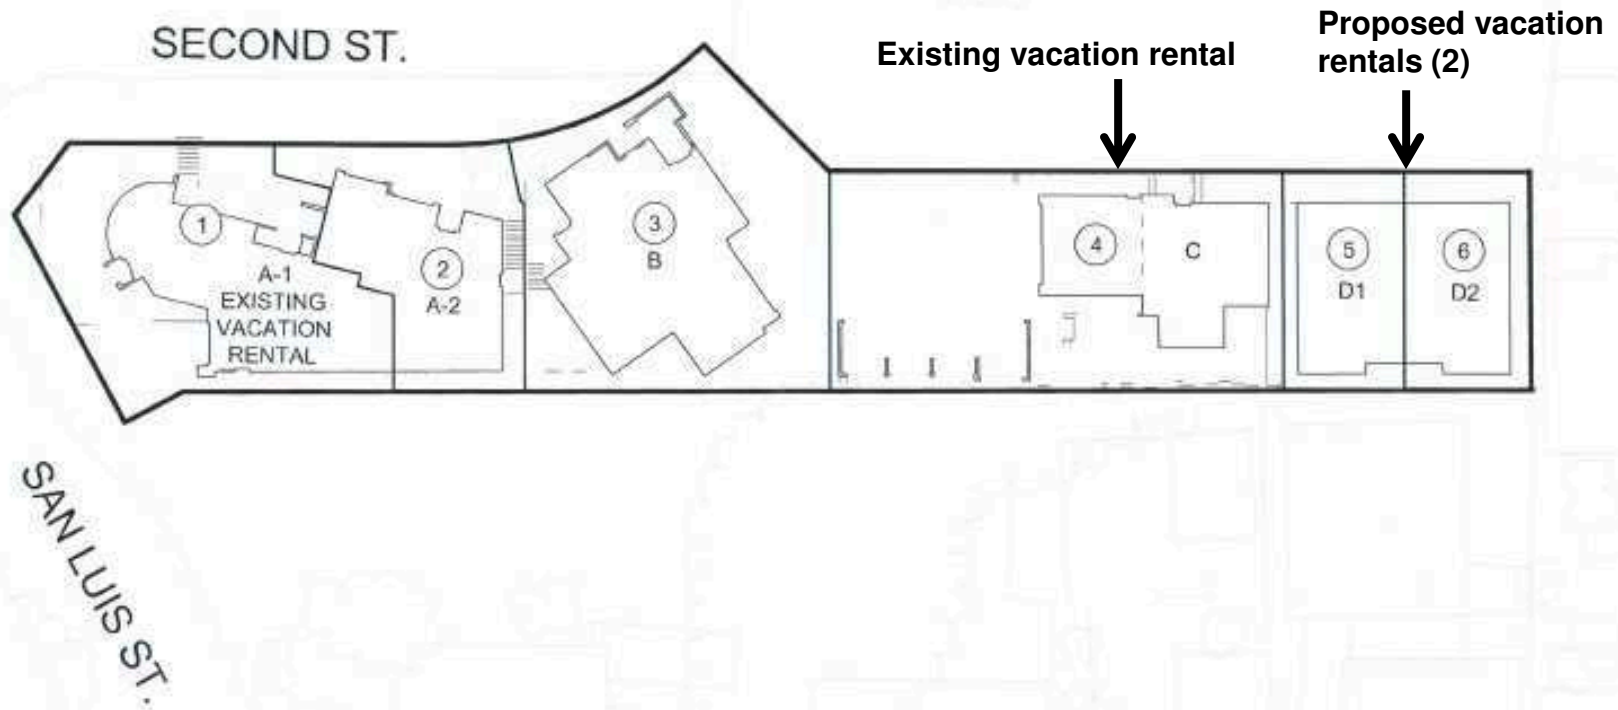 SECOND ST.
Existing vacation rental
Proposed vacation
rentals (2)
1
A-1
EXISTING
VACATION
RENTAL
2
A-2
3
B
4
C
5
D1
6
D2
SAN LUIS ST.